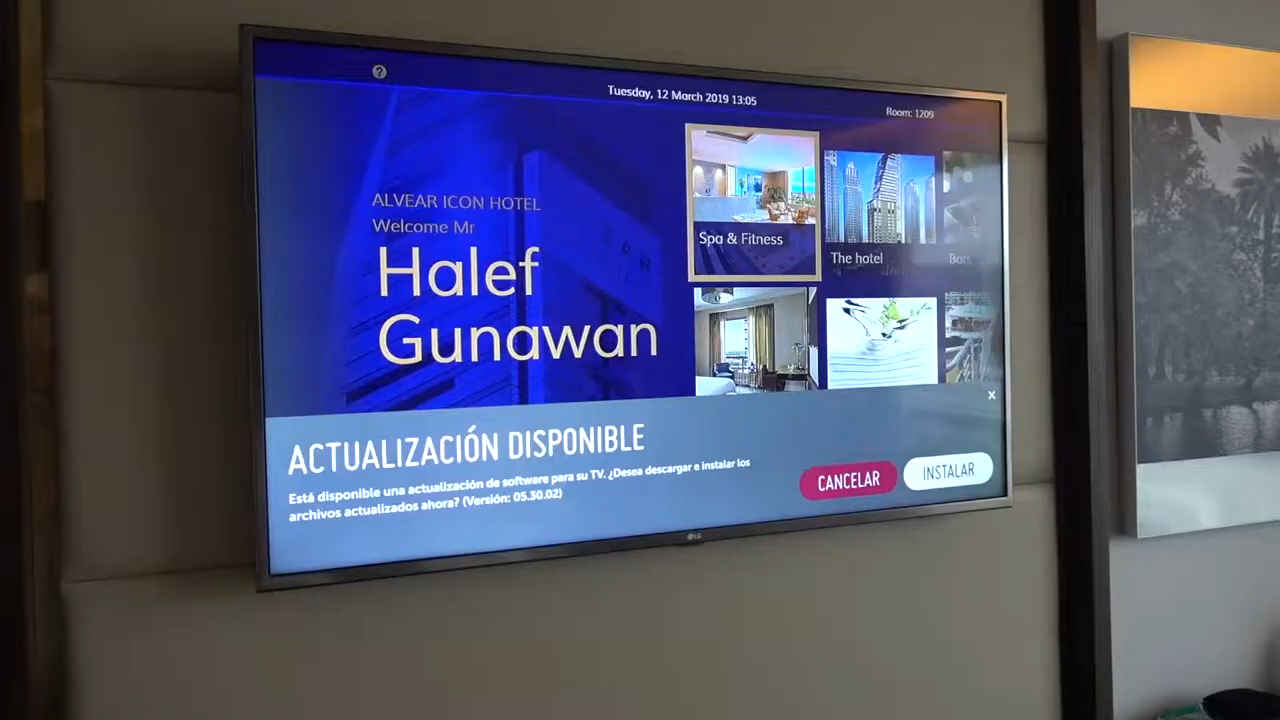 Tuesday, 12 March 2019 13:05
Room: 1209
ALVEAR ICON HOTEL
Welcome Mr
Halef
Gunawan
Spa & Fitness
The hotel
Bars
ACTUALIZACIÓN DISPONIBLE
Está disponible una actualización de software para su TV. ¿Desea descargar e instalar los
archivos actualizados ahora? (Versión: 05.30.02)
CANCELAR
INSTALAR
LG